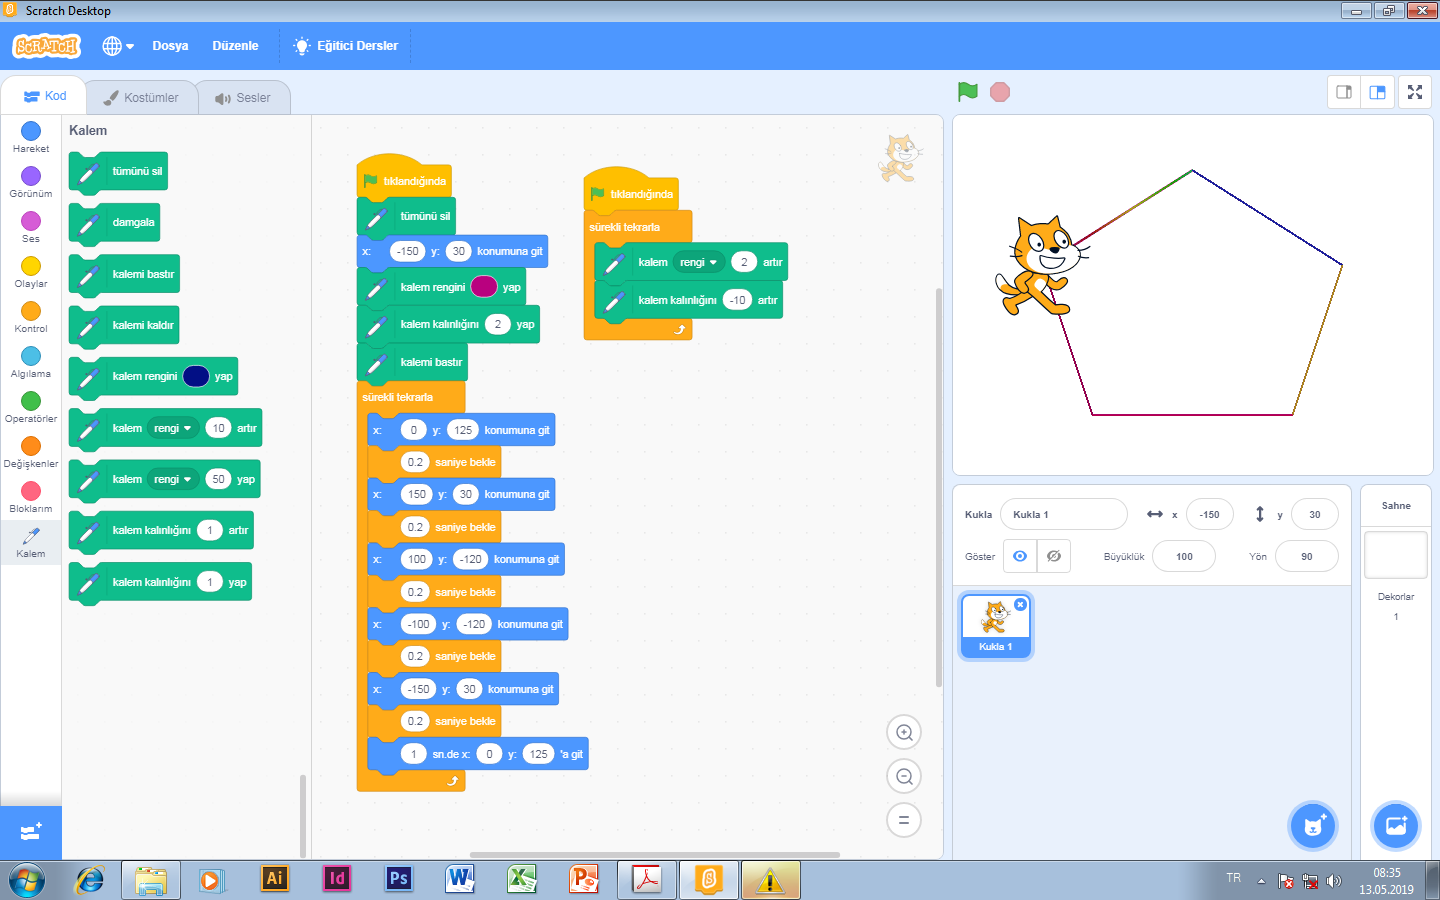 Scratch Desktop
SCRATCH
Dosya
Düzenle
Eğitici Dersler
Kod
Kostümler
Sesler
Hareket
Görünüm
Ses
Olaylar
Kontrol
Algılama
Operatörler
Değişkenler
Bloklarım
Kalem
Kalem
tümünü sil
damgala
kalemi bastır
kalemi kaldır
kalem rengini yap
kalem rengi 10 artır
kalem rengi 50 yap
kalem kalınlığını 1 artır
kalem kalınlığını 1 yap
tıklandığında
tümünü sil
x: -150 y: 30 konumuna git
kalem rengini yap
kalem kalınlığını 2 yap
kalemi bastır
sürekli tekrarla
x: 0 y: 125 konumuna git
0.2 saniye bekle
x: 150 y: 30 konumuna git
0.2 saniye bekle
x: 100 y: -120 konumuna git
0.2 saniye bekle
x: -100 y: -120 konumuna git
0.2 saniye bekle
x: -150 y: 30 konumuna git
0.2 saniye bekle
1 sn.de x: 0 y: 125 'a git
tıklandığında
sürekli tekrarla
kalem rengi 2 artır
kalem kalınlığını -10 artır
Kukla Kukla 1 x -150 y 30
Göster Büyüklük 100 Yön 90
Kukla 1
Sahne
Dekorlar
1
Ai
Id
Ps
TR
08:35
13.05.2019